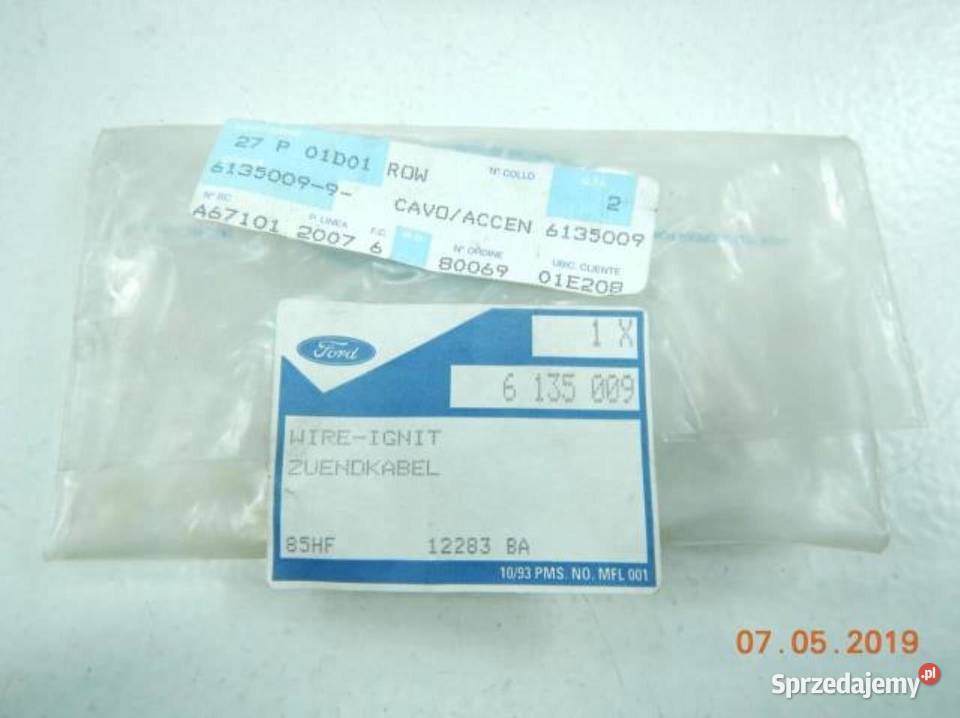 27 P 01D01 ROW Nº COLLO
6135009-9- 2
CAVO/ACCEN 6135009
Nº RC P. LINEA F.C. Nº ORDINE UBIC. CLIENTE
A67101 2007 6 80069 01E208
Ford
1 X
6 135 009
WIRE-IGNIT
ZUENDKABEL
85HF 12283 BA
10/93 PMS. NO. MFL 001
07.05.2019
Sprzedajemy.pl